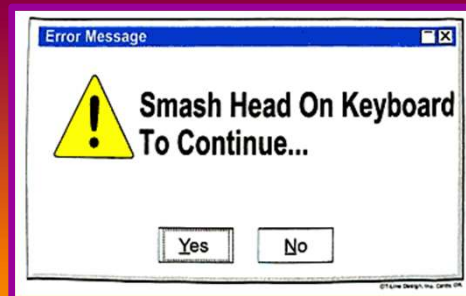 Error Message
Smash Head On Keyboard
To Continue...
Yes
No